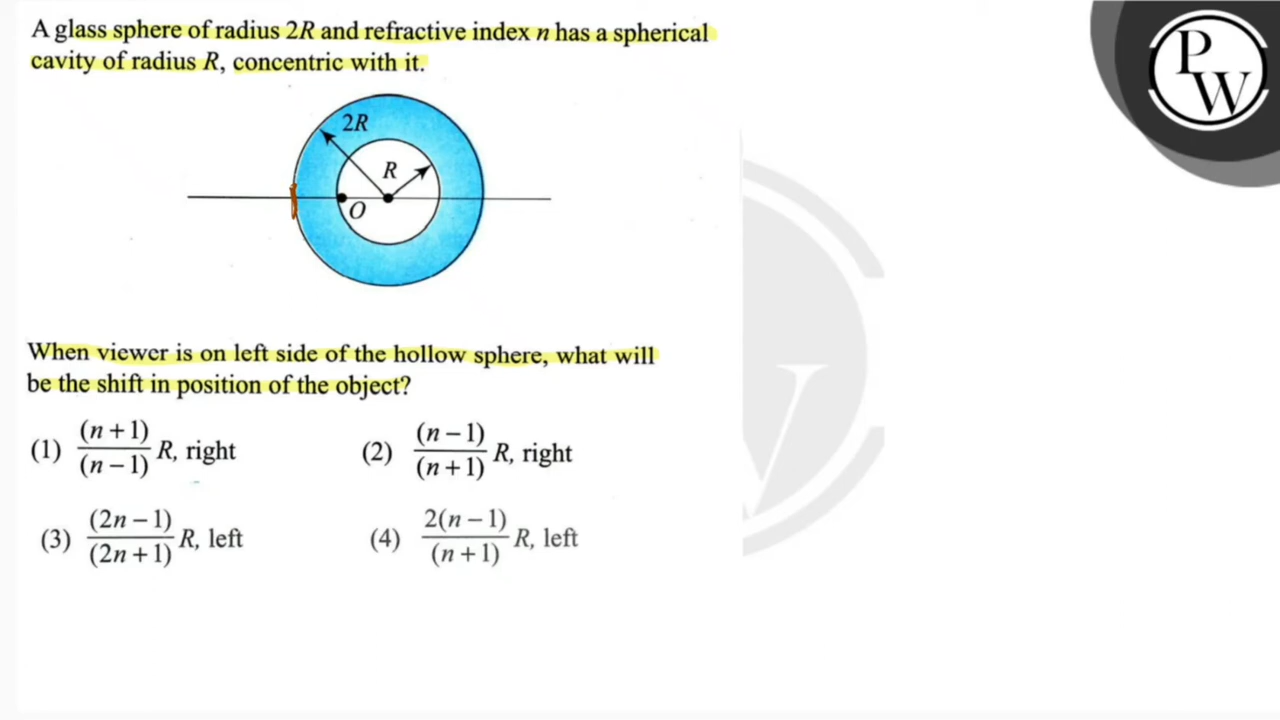 A glass sphere of radius 2R and refractive index n has a spherical
cavity of radius R, concentric with it.
2R
R
O
When viewer is on left side of the hollow sphere, what will
be the shift in position of the object?
(1) (n + 1)/(n − 1) R, right
(2) (n − 1)/(n + 1) R, right
(3) (2n − 1)/(2n + 1) R, left
(4) 2(n − 1)/(n + 1) R, left
PW